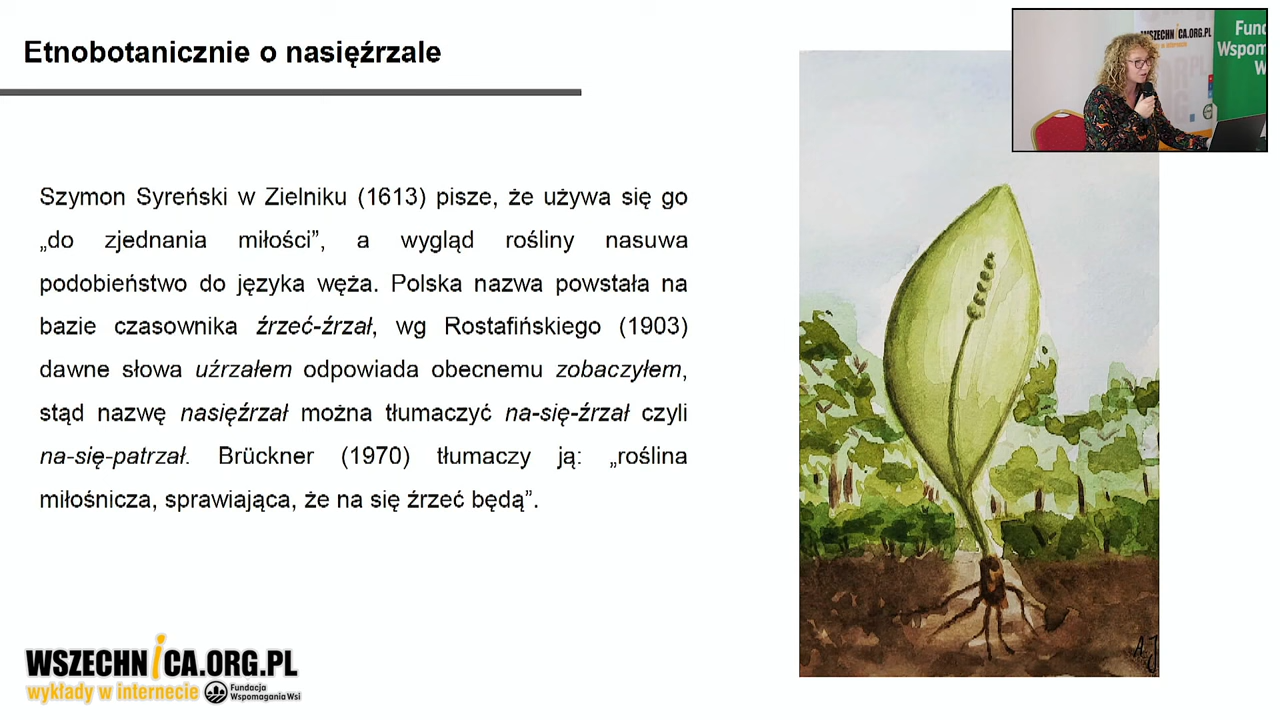 Etnobotanicznie o nasięźrzale
WSZECHNICA.ORG.PL
Szymon Syreński w Zielniku (1613) pisze, że używa się go
„do zjednania miłości”, a wygląd rośliny nasuwa
podobieństwo do języka węża. Polska nazwa powstała na
bazie czasownika źrzeć-źrzał, wg Rostafińskiego (1903)
dawne słowa uźrzałem odpowiada obecnemu zobaczyłem,
stąd nazwę nasięźrzał można tłumaczyć na-się-źrzał czyli
na-się-patrzał. Brückner (1970) tłumaczy ją: „roślina
miłośnicza, sprawiająca, że na się źrzeć będą”.
WSZECHNICA.ORG.PL
wykłady w internecie
Fundacja
Wspomagania Wsi